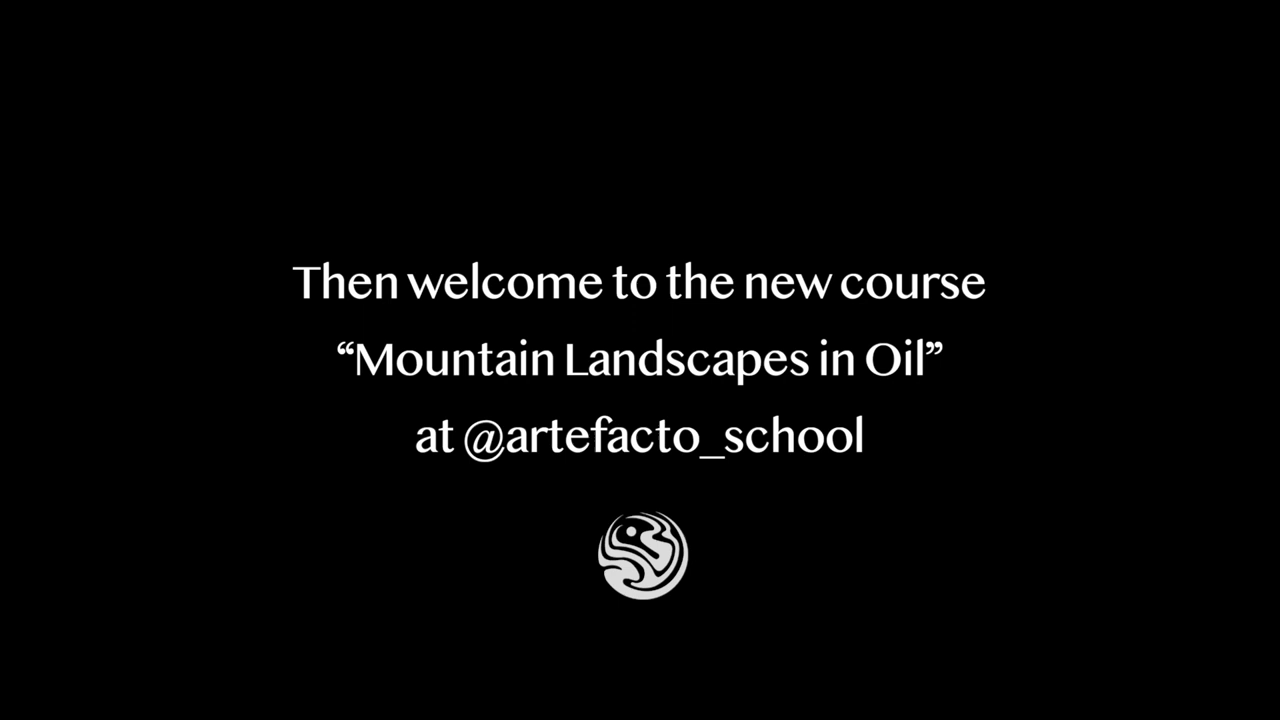 Then welcome to the new course
“Mountain Landscapes in Oil”
at @artefacto_school